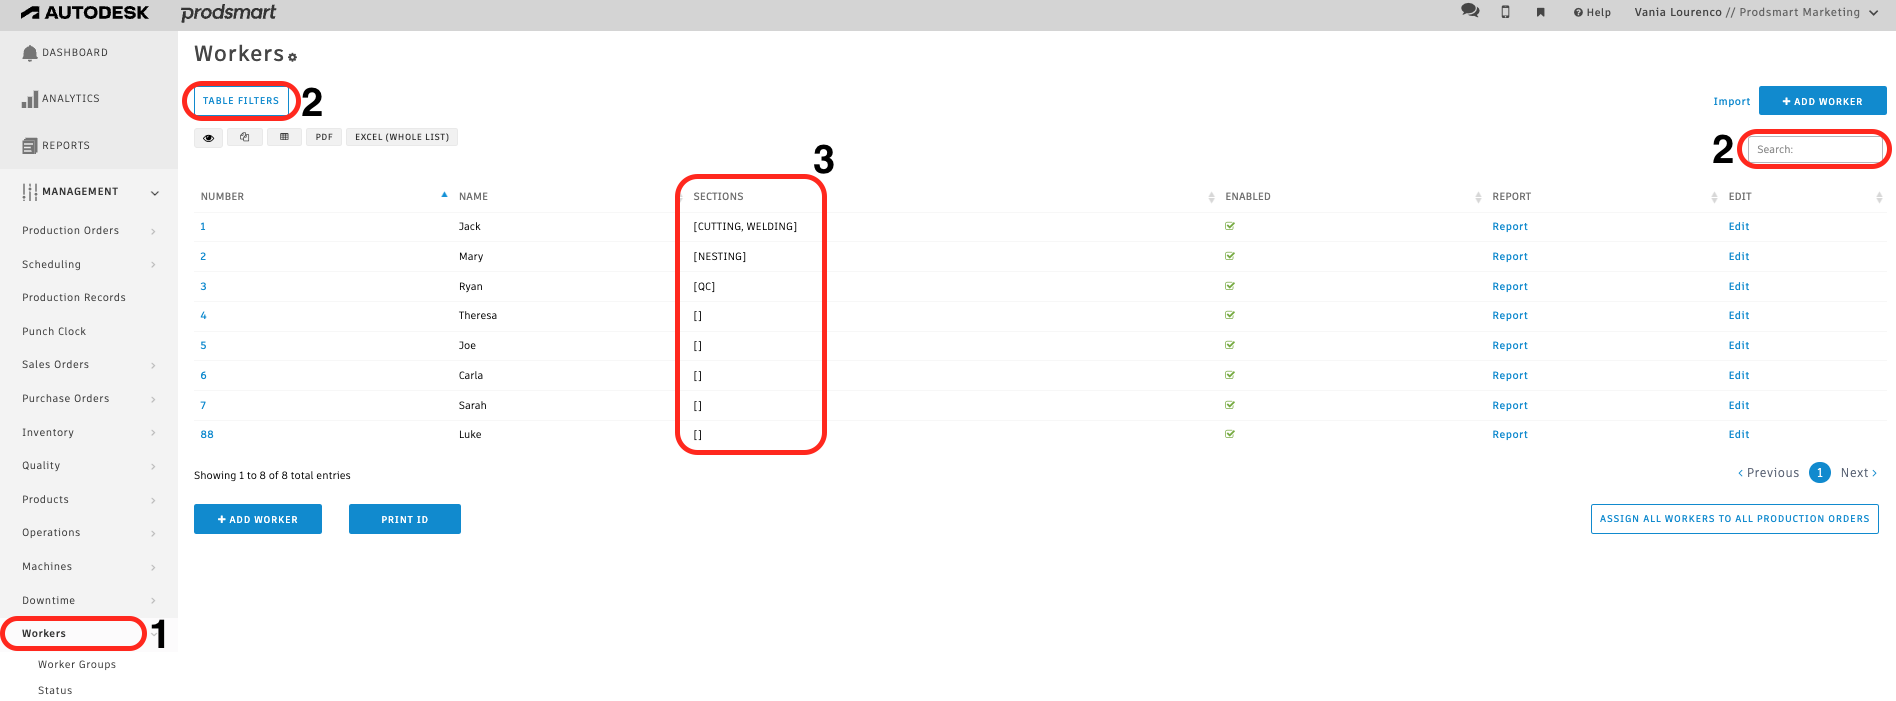 AUTODESK prodsmart Help Vania Lourenco // Prodsmart Marketing
DASHBOARD
ANALYTICS
REPORTS
MANAGEMENT
Production Orders
Scheduling
Production Records
Punch Clock
Sales Orders
Purchase Orders
Inventory
Quality
Products
Operations
Machines
Downtime
Workers 1
Worker Groups
Status
Workers
TABLE FILTERS 2 Import + ADD WORKER
PDF EXCEL (WHOLE LIST) 2 Search:
3
NUMBER NAME SECTIONS ENABLED REPORT EDIT
1 Jack [CUTTING, WELDING] Report Edit
2 Mary [NESTING] Report Edit
3 Ryan [QC] Report Edit
4 Theresa [] Report Edit
5 Joe [] Report Edit
6 Carla [] Report Edit
7 Sarah [] Report Edit
88 Luke [] Report Edit
Showing 1 to 8 of 8 total entries ‹ Previous 1 Next ›
+ ADD WORKER PRINT ID ASSIGN ALL WORKERS TO ALL PRODUCTION ORDERS